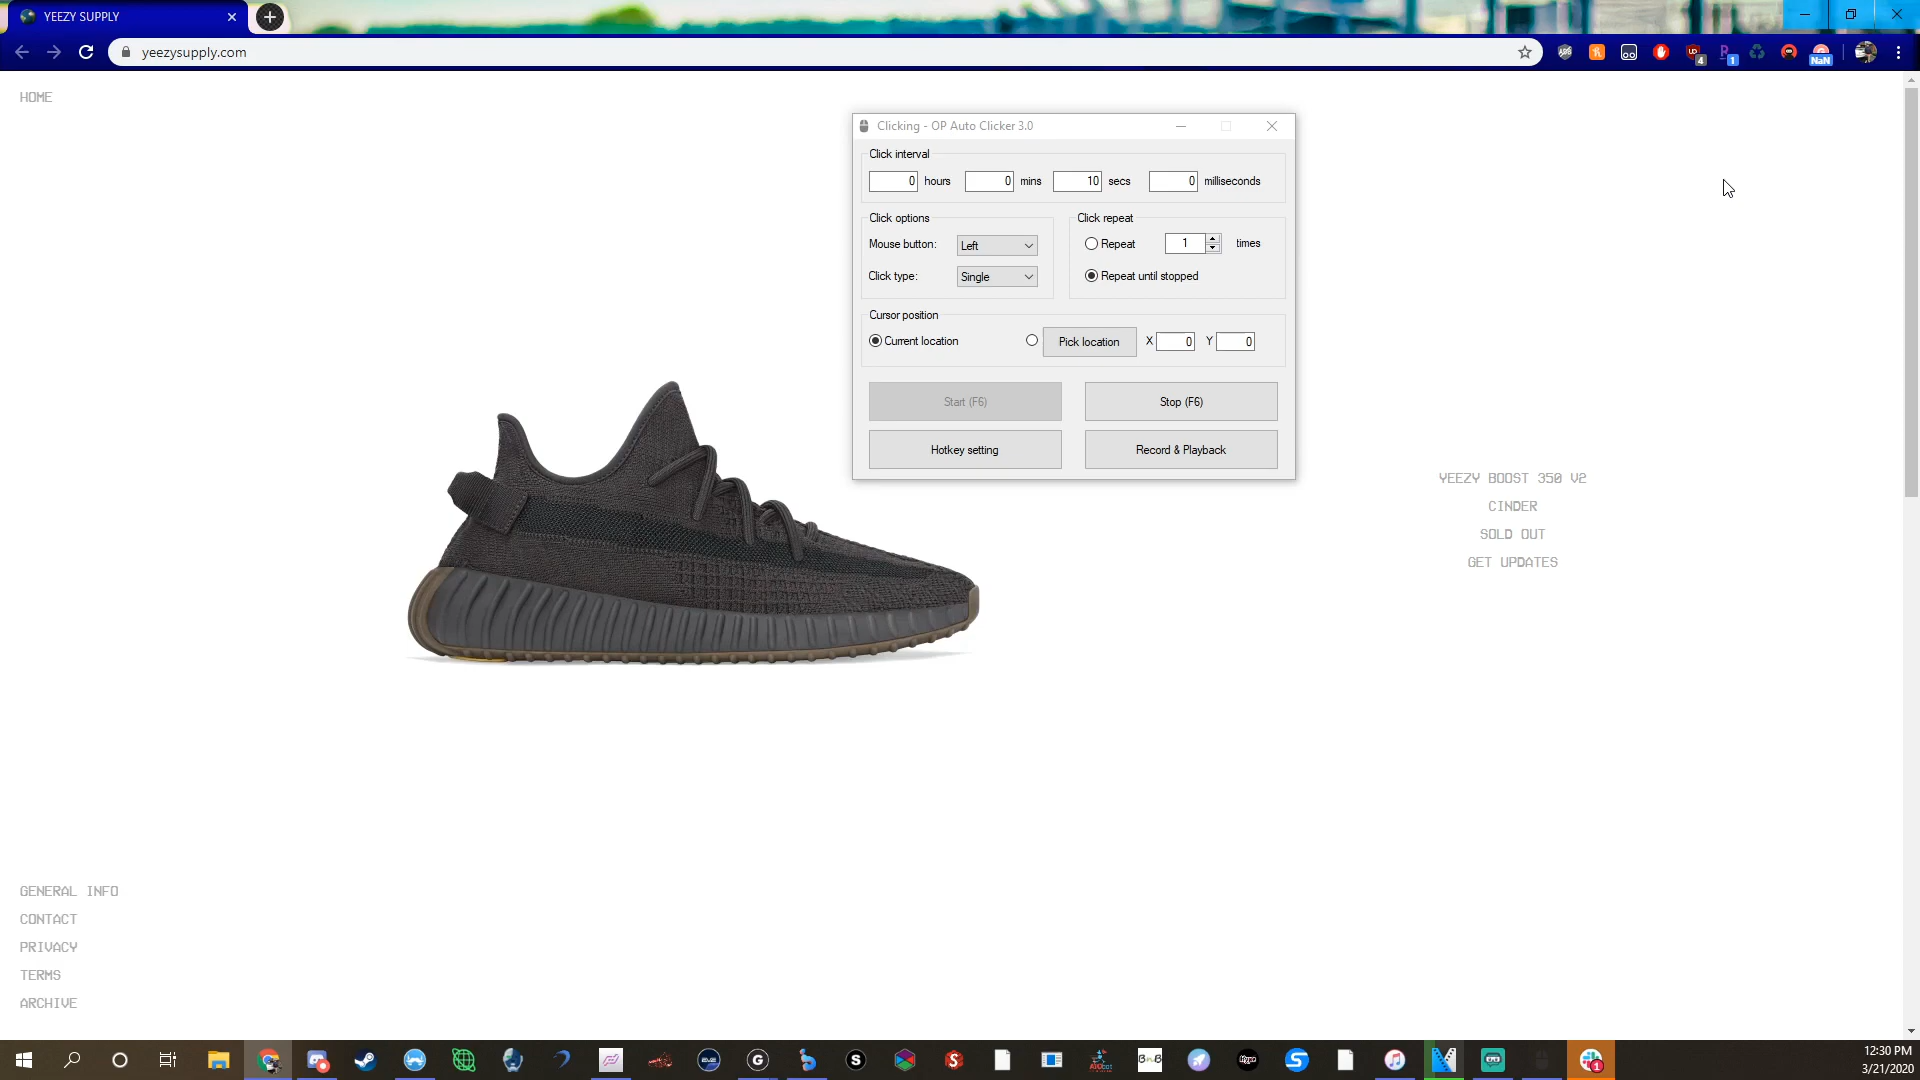 YEEZY SUPPLY
yeezysupply.com
4
1
NaN
HOME
Clicking - OP Auto Clicker 3.0
Click interval
0 hours 0 mins 10 secs 0 milliseconds
Click options
Mouse button: Left
Click type: Single
Click repeat
Repeat 1 times
Repeat until stopped
Cursor position
Current location Pick location X 0 Y 0
Start (F6) Stop (F6)
Hotkey setting Record & Playback
YEEZY BOOST 350 V2
CINDER
SOLD OUT
GET UPDATES
GENERAL INFO
CONTACT
PRIVACY
TERMS
ARCHIVE
12:30 PM
3/21/2020